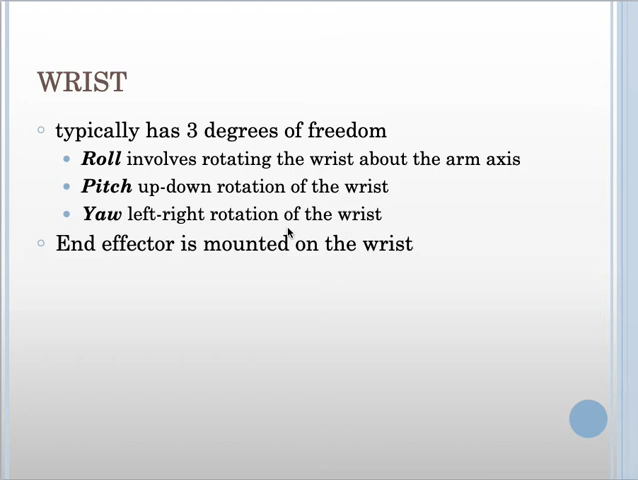 WRIST
typically has 3 degrees of freedom
Roll involves rotating the wrist about the arm axis
Pitch up-down rotation of the wrist
Yaw left-right rotation of the wrist
End effector is mounted on the wrist